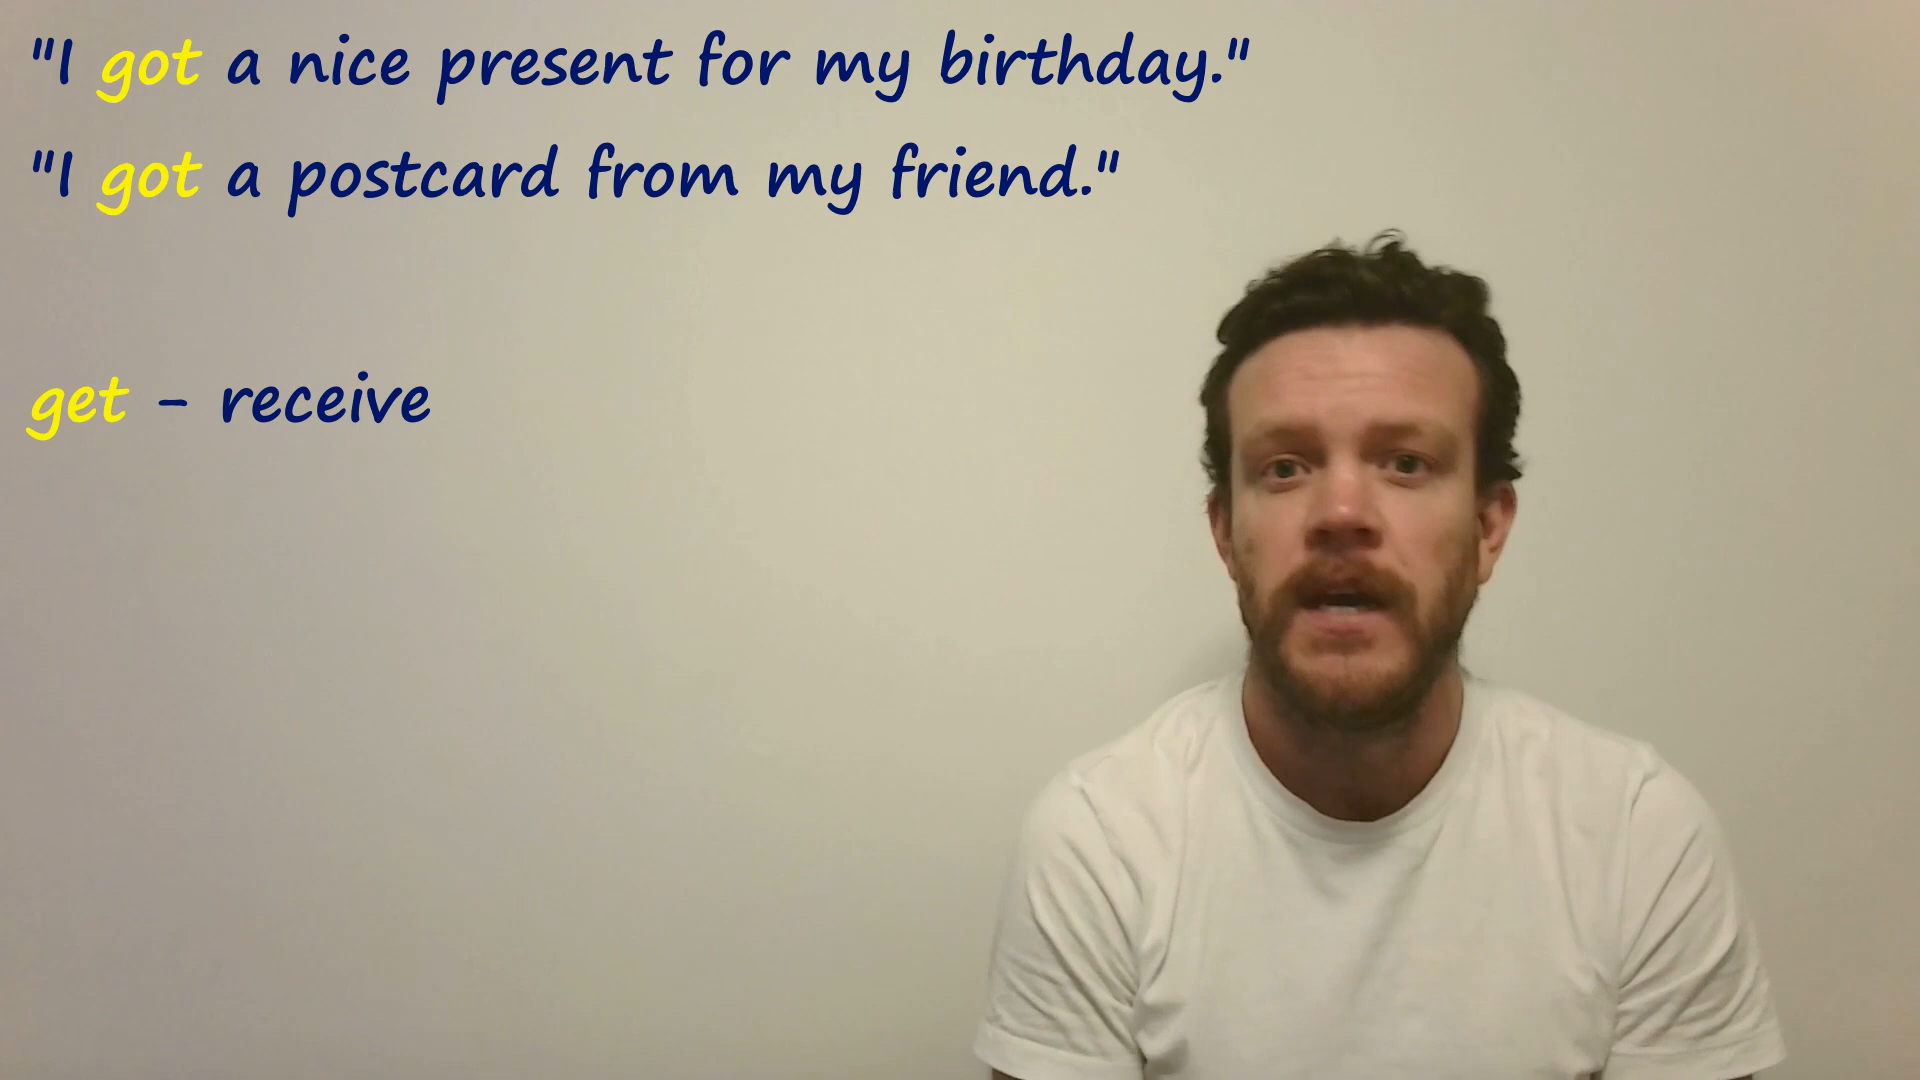 "I got a nice present for my birthday."
"I got a postcard from my friend."
get - receive